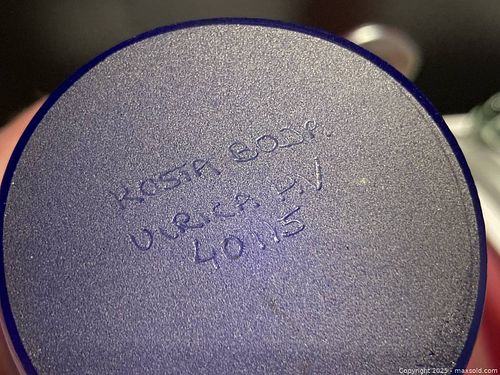 KOSTA BODA
ULRICA H.V
40115
Copyright 2025 - maxsold.com